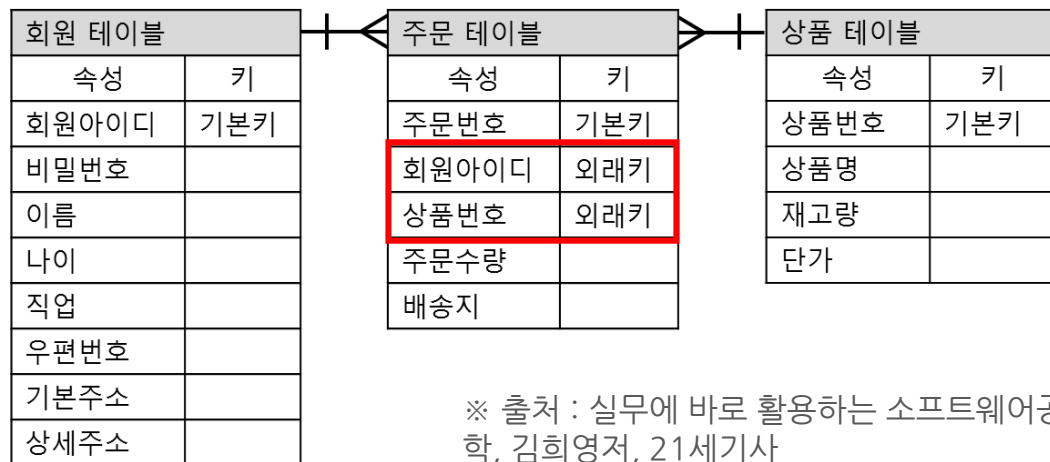 회원 테이블
속성 키
회원아이디 기본키
비밀번호
이름
나이
직업
우편번호
기본주소
상세주소
주문 테이블
속성 키
주문번호 기본키
회원아이디 외래키
상품번호 외래키
주문수량
배송지
상품 테이블
속성 키
상품번호 기본키
상품명
재고량
단가
※ 출처 : 실무에 바로 활용하는 소프트웨어공
학, 김희영저, 21세기사